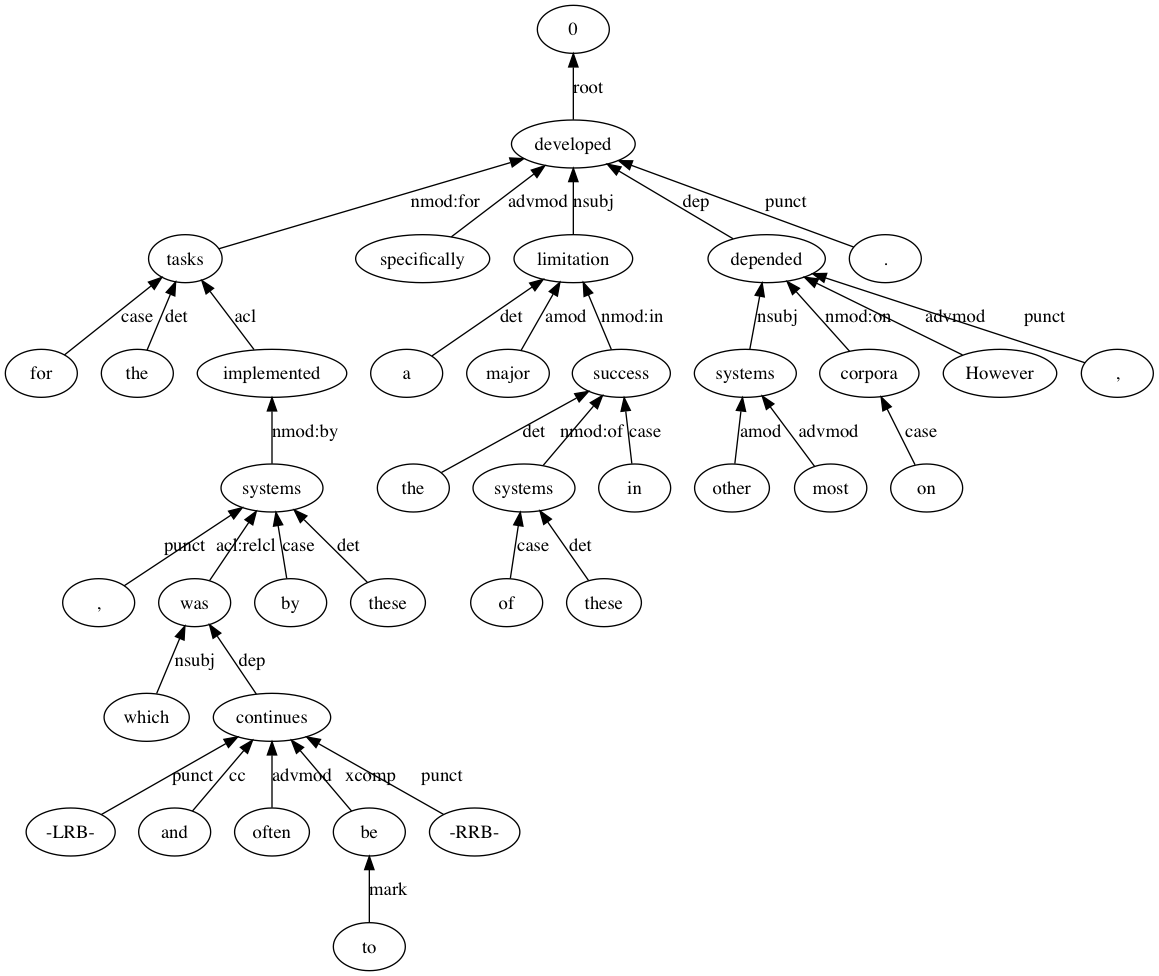 0
root
developed
nmod:for advmod nsubj dep punct
tasks specifically limitation depended .
case det acl det amod nmod:in nsubj nmod:on advmod punct
for the implemented a major success systems corpora However ,
nmod:by det nmod:of case amod advmod case
systems the systems in other most on
punct acl:relcl case det case det
, was by these of these
nsubj dep
which continues
punct cc advmod xcomp punct
-LRB- and often be -RRB-
mark
to